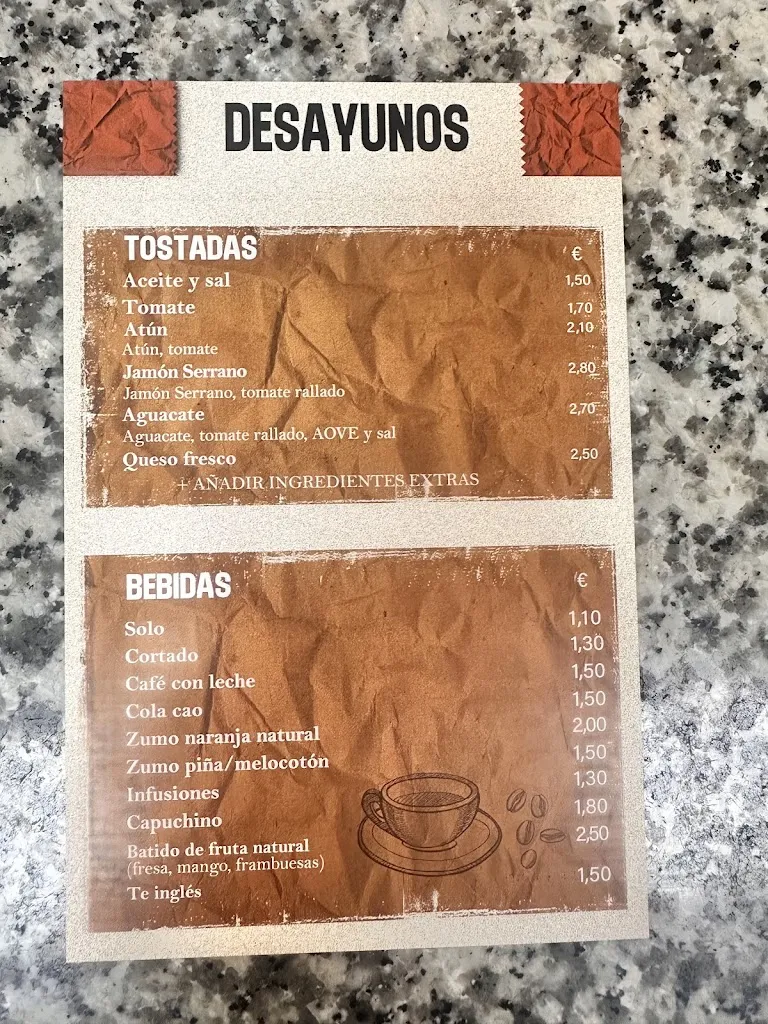 DESAYUNOS
TOSTADAS €
Aceite y sal 1,50
Tomate 1,70
Atún 2,10
Atún, tomate
Jamón Serrano 2,80
Jamón Serrano, tomate rallado
Aguacate 2,70
Aguacate, tomate rallado, AOVE y sal
Queso fresco 2,50
+ AÑADIR INGREDIENTES EXTRAS
BEBIDAS €
Solo 1,10
Cortado 1,30
Café con leche 1,50
Cola cao 1,50
Zumo naranja natural 2,00
Zumo piña/melocotón 1,50
Infusiones 1,30
Capuchino 1,80
Batido de fruta natural 2,50
(fresa, mango, frambuesas)
Te inglés 1,50